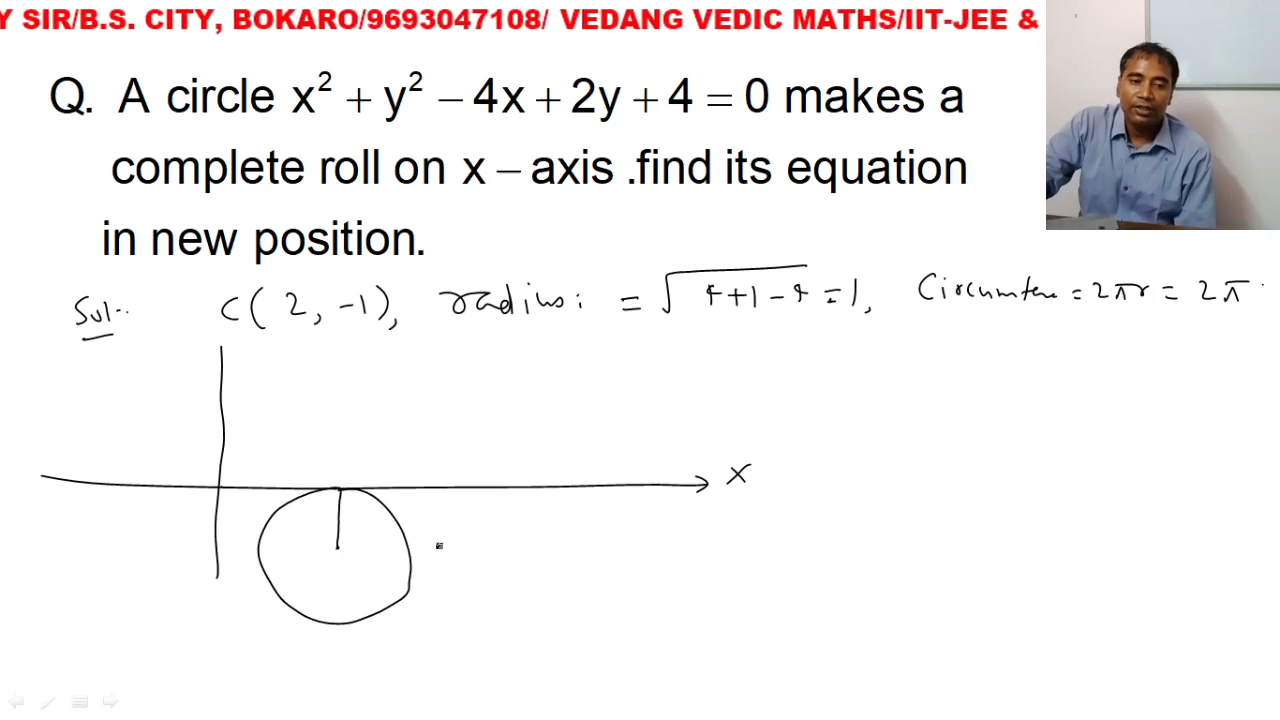 Y SIR/B.S. CITY, BOKARO/9693047108/ VEDANG VEDIC MATHS/IIT-JEE &
Q. A circle x² + y² − 4x + 2y + 4 = 0 makes a
complete roll on x − axis .find its equation
in new position.
Sol:- C( 2, -1), radius: = √4+1-4 = 1, Circumfere = 2πr = 2π
X